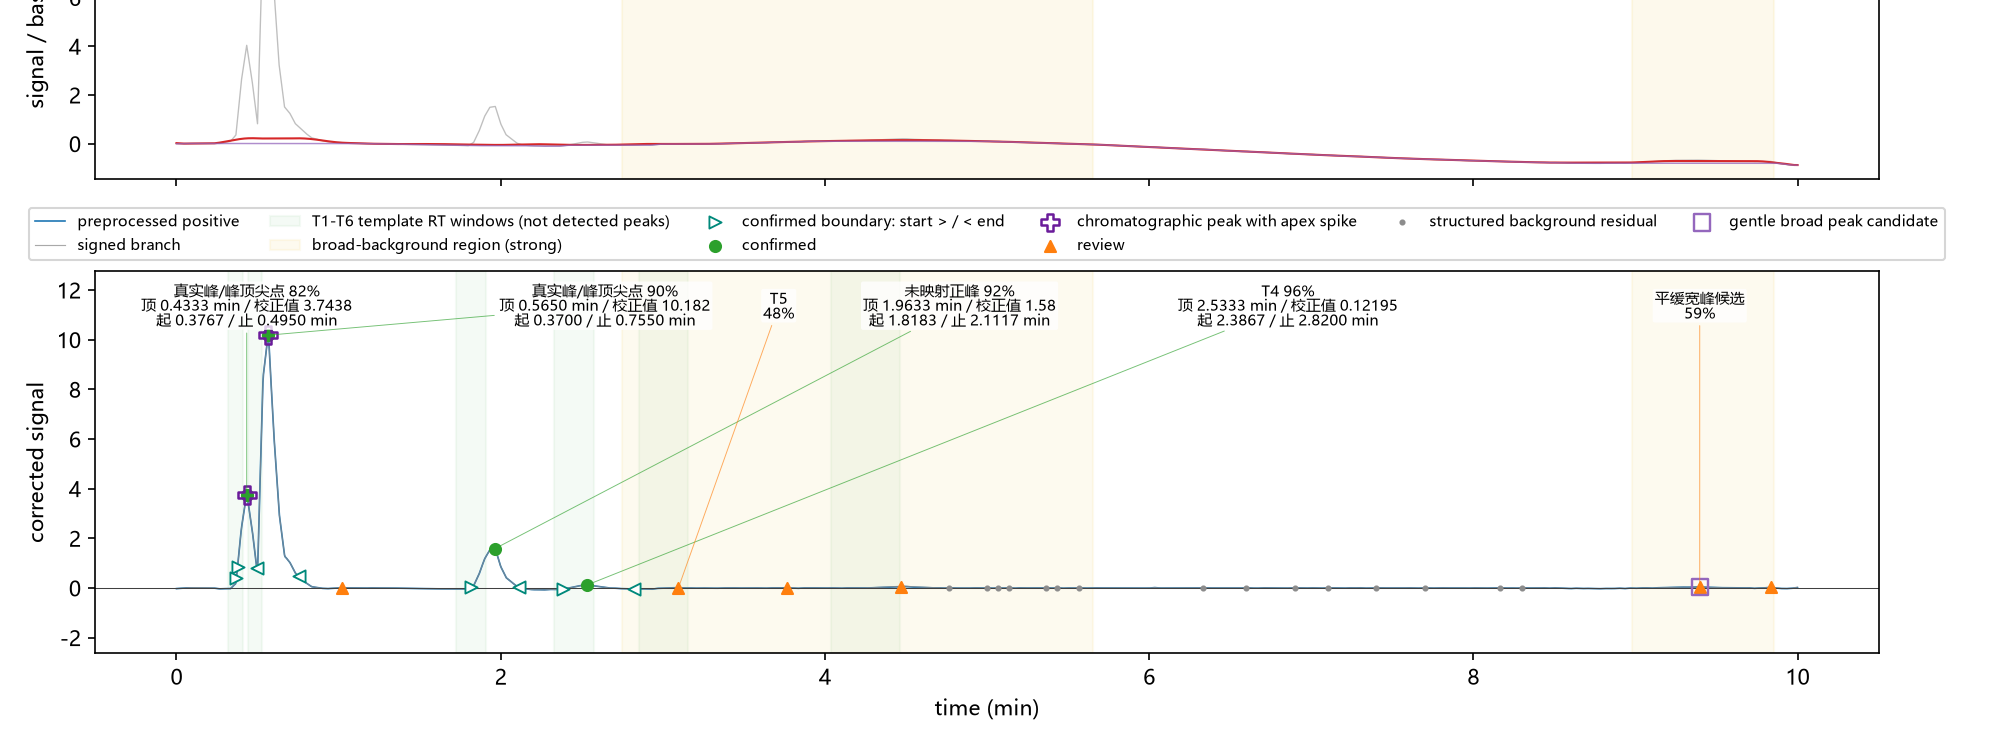 6
4
2
0
signal / bas
preprocessed positive
signed branch
T1-T6 template RT windows (not detected peaks)
broad-background region (strong)
confirmed boundary: start > / < end
confirmed
chromatographic peak with apex spike
review
structured background residual
gentle broad peak candidate
12
10
8
6
4
2
0
-2
corrected signal
真实峰/峰顶尖点 82%
顶 0.4333 min / 校正值 3.7438
起 0.3767 / 止 0.4950 min
真实峰/峰顶尖点 90%
顶 0.5650 min / 校正值 10.182
起 0.3700 / 止 0.7550 min
T5
48%
未映射正峰 92%
顶 1.9633 min / 校正值 1.58
起 1.8183 / 止 2.1117 min
T4 96%
顶 2.5333 min / 校正值 0.12195
起 2.3867 / 止 2.8200 min
平缓宽峰候选
59%
0
2
4
6
8
10
time (min)